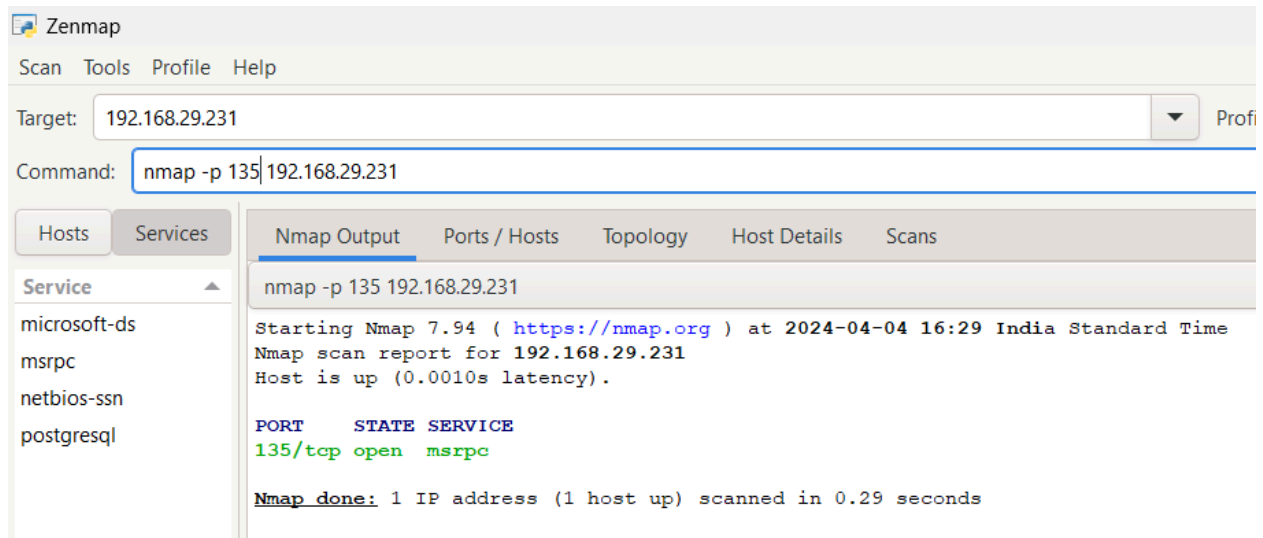 Zenmap
Scan Tools Profile Help
Target: 192.168.29.231 Profi
Command: nmap -p 135 192.168.29.231
Hosts Services
Nmap Output Ports / Hosts Topology Host Details Scans
Service
microsoft-ds
msrpc
netbios-ssn
postgresql
nmap -p 135 192.168.29.231
Starting Nmap 7.94 ( https://nmap.org ) at 2024-04-04 16:29 India Standard Time
Nmap scan report for 192.168.29.231
Host is up (0.0010s latency).
PORT STATE SERVICE
135/tcp open msrpc
Nmap done: 1 IP address (1 host up) scanned in 0.29 seconds